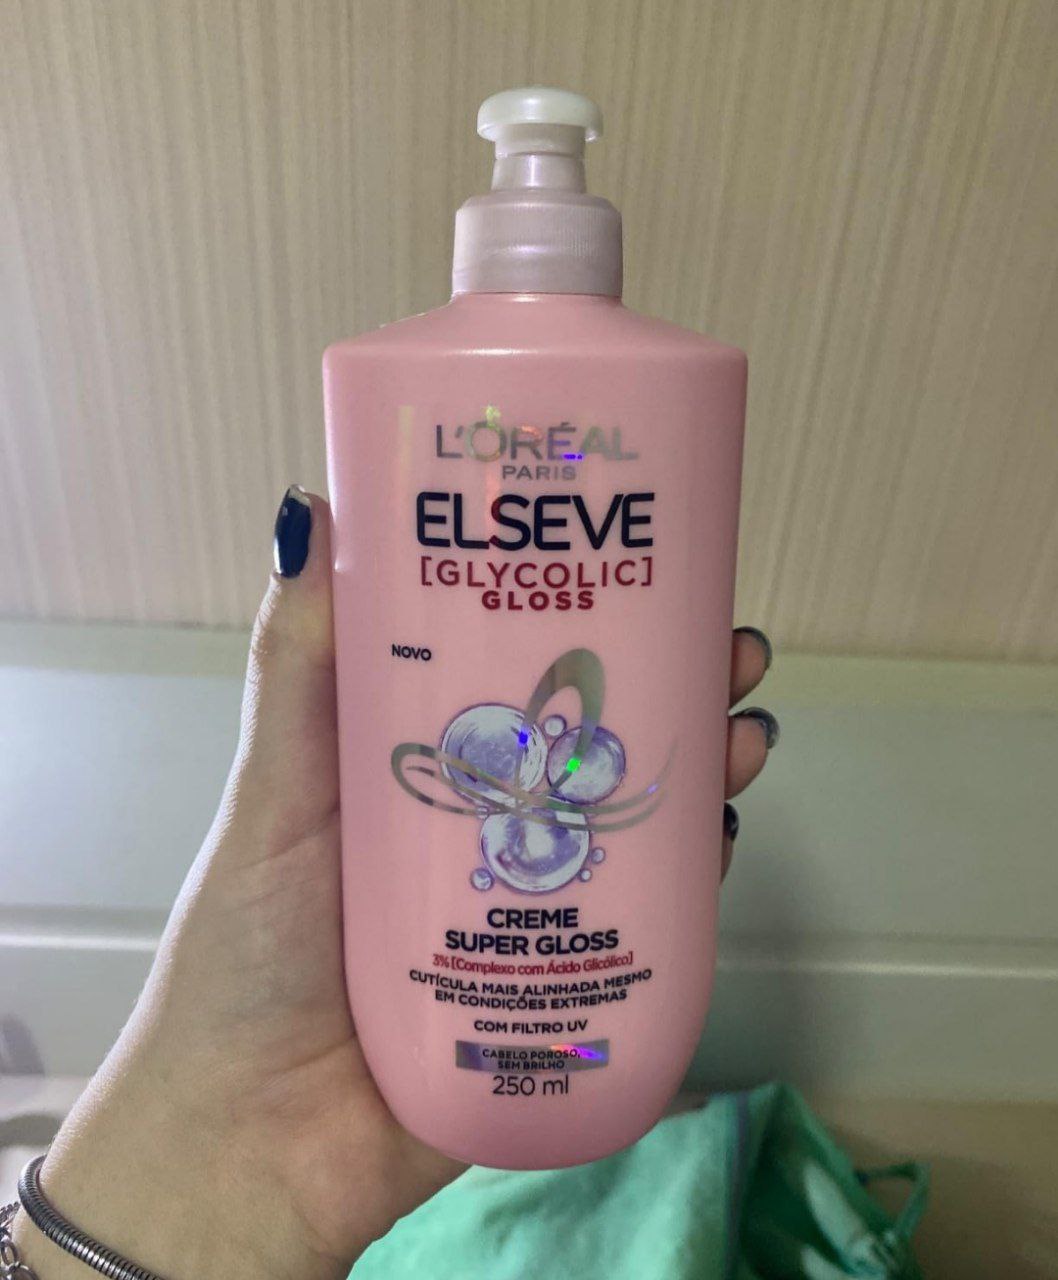 L'ORÉAL
PARIS
ELSEVE
[GLYCOLIC]
GLOSS
NOVO
CREME
SUPER GLOSS
3% [Complexo com Ácido Glicólico]
CUTÍCULA MAIS ALINHADA MESMO
EM CONDIÇÕES EXTREMAS
COM FILTRO UV
CABELO POROSO,
SEM BRILHO
250 ml